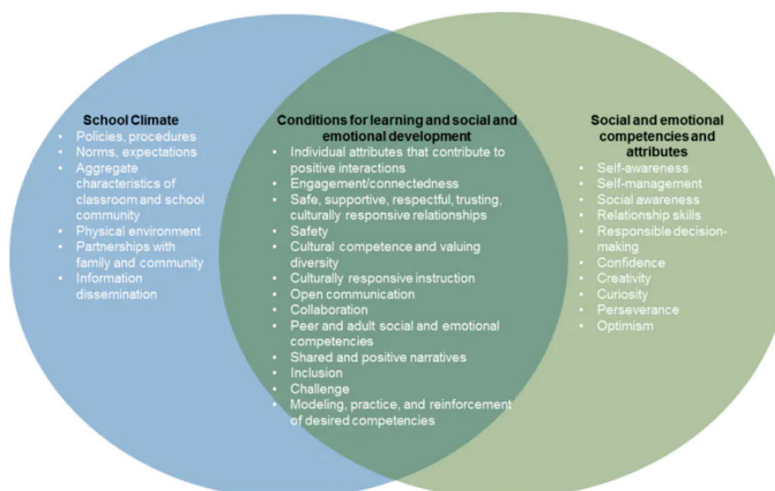 School Climate
• Policies, procedures
• Norms, expectations
• Aggregate
characteristics of
classroom and school
community
• Physical environment
• Partnerships with
family and community
• Information
dissemination
Conditions for learning and social and
emotional development
• Individual attributes that contribute to
positive interactions
• Engagement/connectedness
• Safe, supportive, respectful, trusting,
culturally responsive relationships
• Safety
• Cultural competence and valuing
diversity
• Culturally responsive instruction
• Open communication
• Collaboration
• Peer and adult social and emotional
competencies
• Shared and positive narratives
• Inclusion
• Challenge
• Modeling, practice, and reinforcement
of desired competencies
Social and emotional
competencies and
attributes
• Self-awareness
• Self-management
• Social awareness
• Relationship skills
• Responsible decision-
making
• Confidence
• Creativity
• Curiosity
• Perseverance
• Optimism